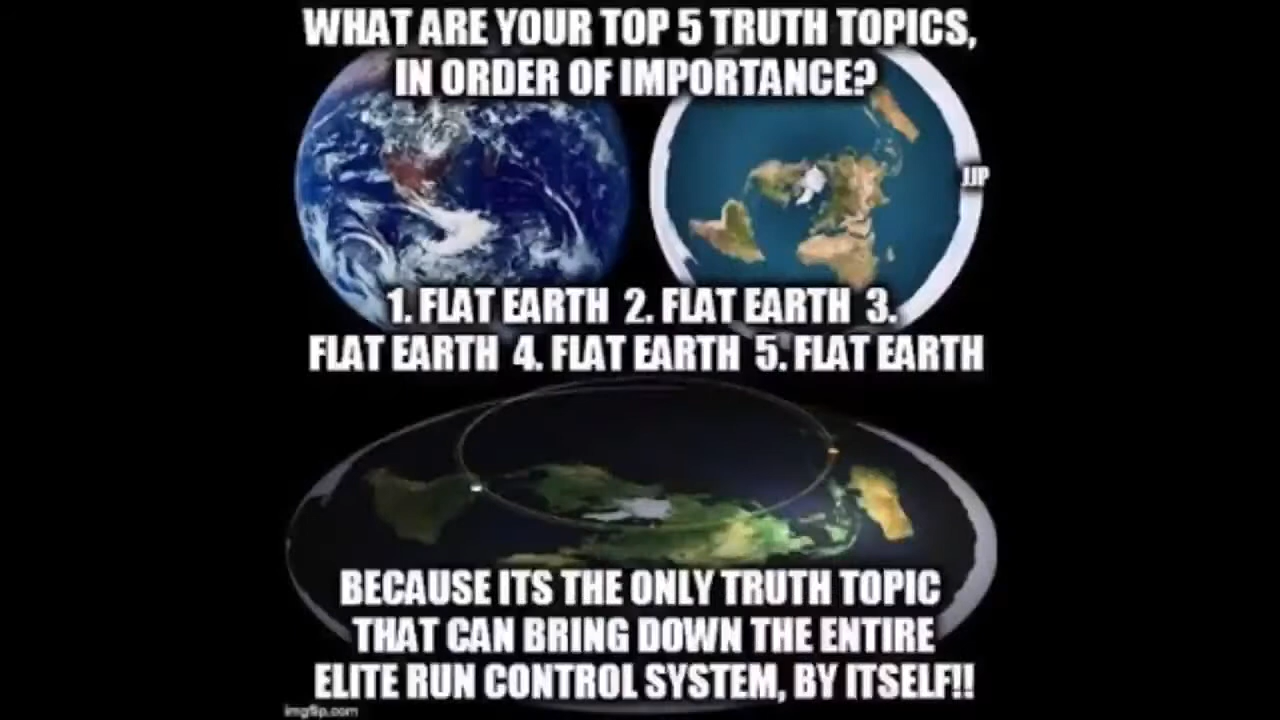 WHAT ARE YOUR TOP 5 TRUTH TOPICS,
IN ORDER OF IMPORTANCE?
JJP
1. FLAT EARTH 2. FLAT EARTH 3.
FLAT EARTH 4. FLAT EARTH 5. FLAT EARTH
BECAUSE ITS THE ONLY TRUTH TOPIC
THAT CAN BRING DOWN THE ENTIRE
ELITE RUN CONTROL SYSTEM, BY ITSELF!!
imgflip.com